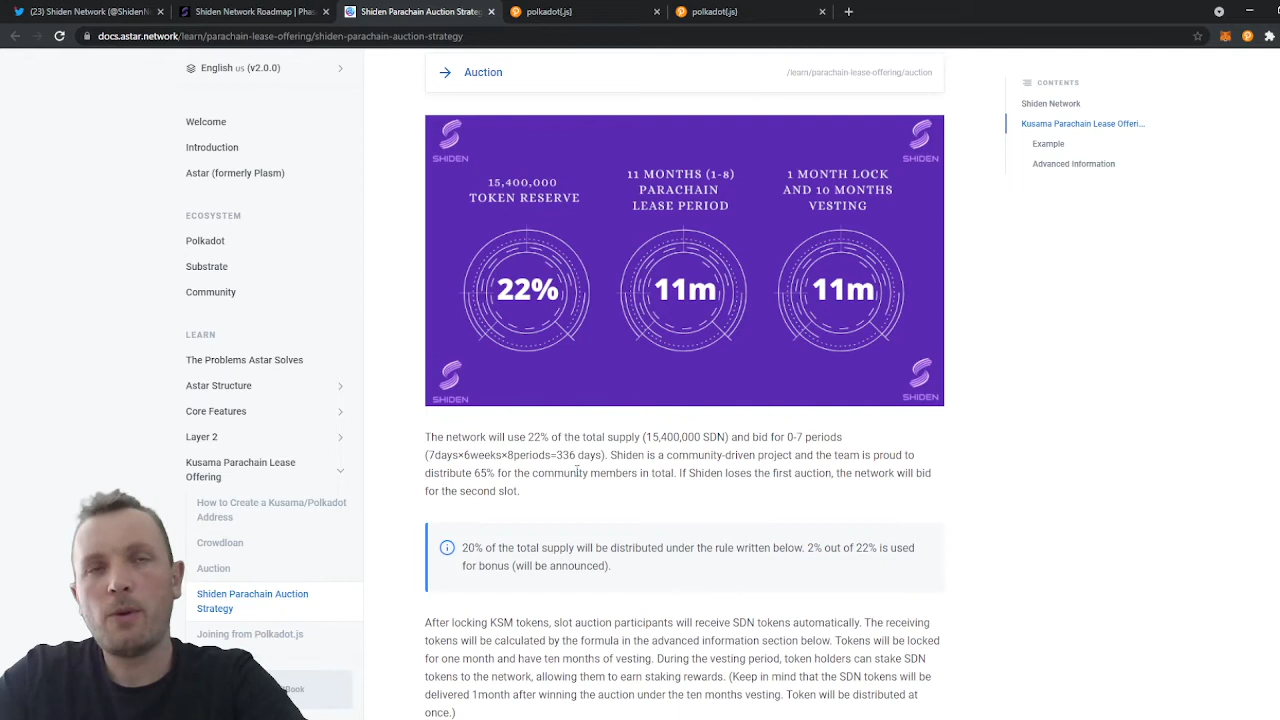 (23) Shiden Network (@ShidenN
Shiden Network Roadmap | Pha
Shiden Parachain Auction Strateg
polkadot{.js}
polkadot{.js}
docs.astar.network/learn/parachain-lease-offering/shiden-parachain-auction-strategy
English us (v2.0.0)
Welcome
Introduction
Astar (formerly Plasm)
ECOSYSTEM
Polkadot
Substrate
Community
LEARN
The Problems Astar Solves
Astar Structure
Core Features
Layer 2
Kusama Parachain Lease
Offering
How to Create a Kusama/Polkadot
Address
Crowdloan
Auction
Shiden Parachain Auction
Strategy
Joining from Polkadot.js
Auction
/learn/parachain-lease-offering/auction
SHIDEN
SHIDEN
15,400,000
TOKEN RESERVE
11 MONTHS (1-8)
PARACHAIN
LEASE PERIOD
1 MONTH LOCK
AND 10 MONTHS
VESTING
22%
11m
11m
SHIDEN
SHIDEN
The network will use 22% of the total supply (15,400,000 SDN) and bid for 0-7 periods
(7days×6weeks×8periods=336 days). Shiden is a community-driven project and the team is proud to
distribute 65% for the community members in total. If Shiden loses the first auction, the network will bid
for the second slot.
20% of the total supply will be distributed under the rule written below. 2% out of 22% is used
for bonus (will be announced).
After locking KSM tokens, slot auction participants will receive SDN tokens automatically. The receiving
tokens will be calculated by the formula in the advanced information section below. Tokens will be locked
for one month and have ten months of vesting. During the vesting period, token holders can stake SDN
tokens to the network, allowing them to earn staking rewards. (Keep in mind that the SDN tokens will be
delivered 1month after winning the auction under the ten months vesting. Token will be distributed at
once.)
CONTENTS
Shiden Network
Kusama Parachain Lease Offeri...
Example
Advanced Information